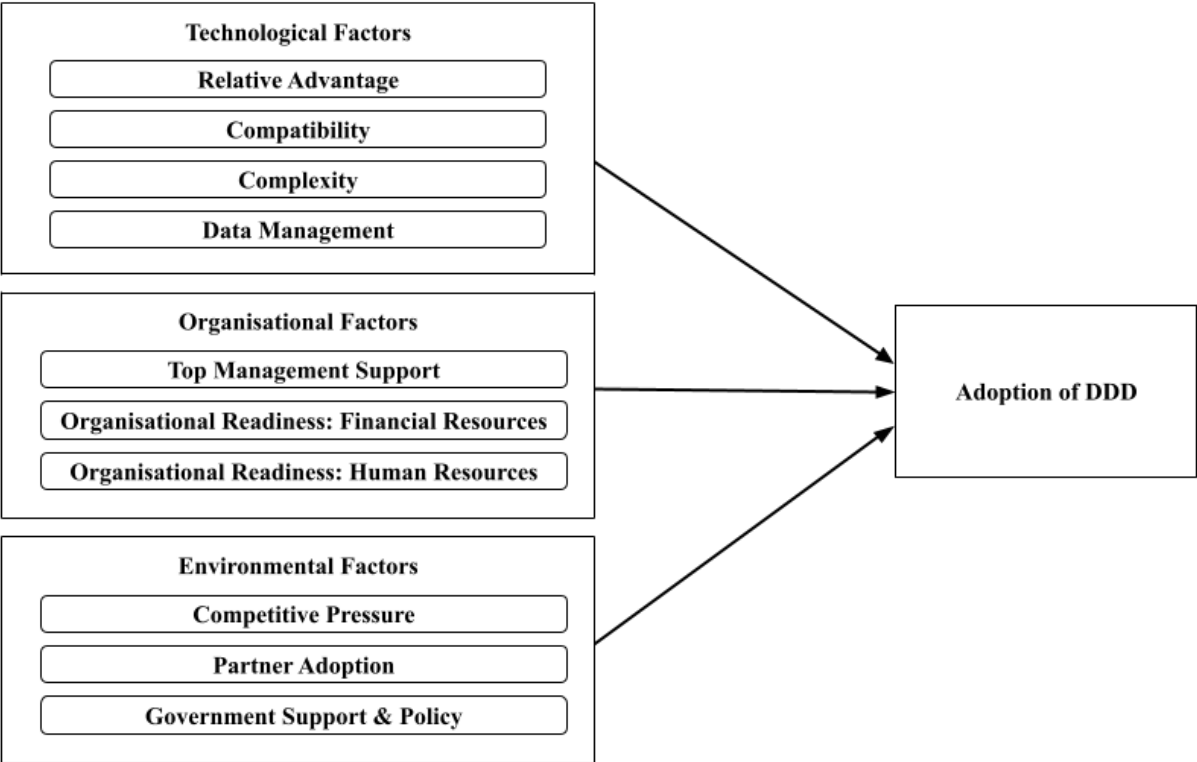 Technological Factors
Relative Advantage
Compatibility
Complexity
Data Management
Organisational Factors
Top Management Support
Organisational Readiness: Financial Resources
Organisational Readiness: Human Resources
Environmental Factors
Competitive Pressure
Partner Adoption
Government Support & Policy
Adoption of DDD